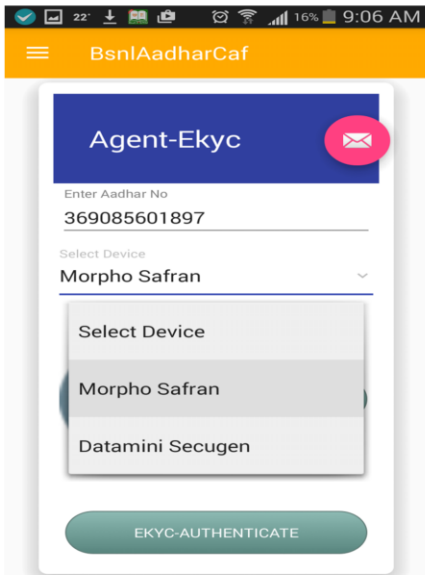 22° 16% 9:06 AM
BsnlAadharCaf
Agent-Ekyc
Enter Aadhar No
369085601897
Select Device
Morpho Safran
Select Device
Morpho Safran
Datamini Secugen
EKYC-AUTHENTICATE